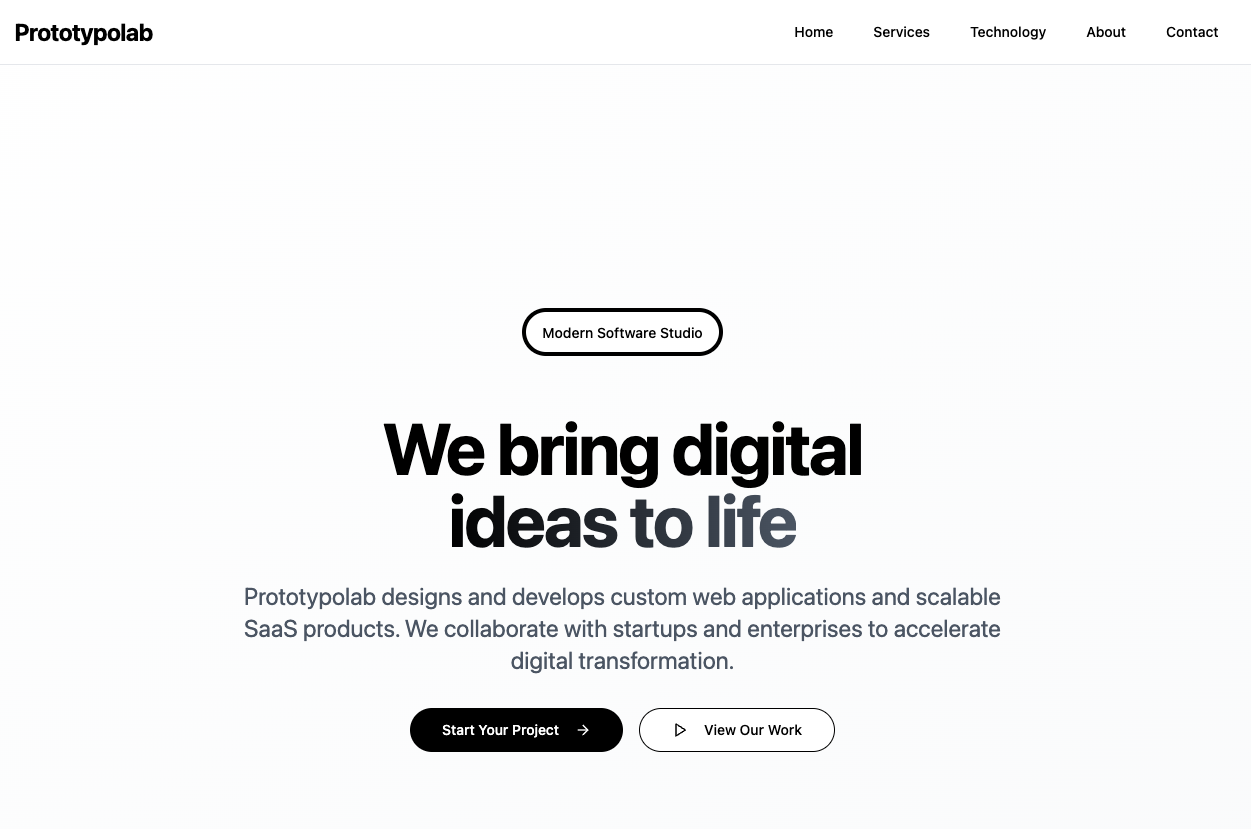 Prototypolab
Home
Services
Technology
About
Contact
Modern Software Studio
We bring digital
ideas to life
Prototypolab designs and develops custom web applications and scalable
SaaS products. We collaborate with startups and enterprises to accelerate
digital transformation.
Start Your Project
View Our Work